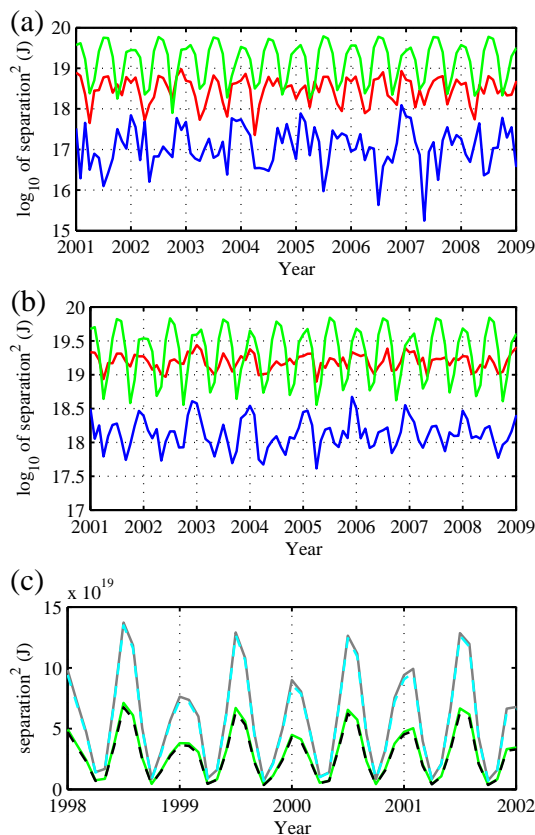 (a)
log10 of separation2 (J)
20
19
18
17
16
15
2001 2002 2003 2004 2005 2006 2007 2008 2009
Year
(b)
log10 of separation2 (J)
20
19.5
19
18.5
18
17.5
17
2001 2002 2003 2004 2005 2006 2007 2008 2009
Year
(c)
x 10^19
separation2 (J)
15
10
5
0
1998 1999 2000 2001 2002
Year